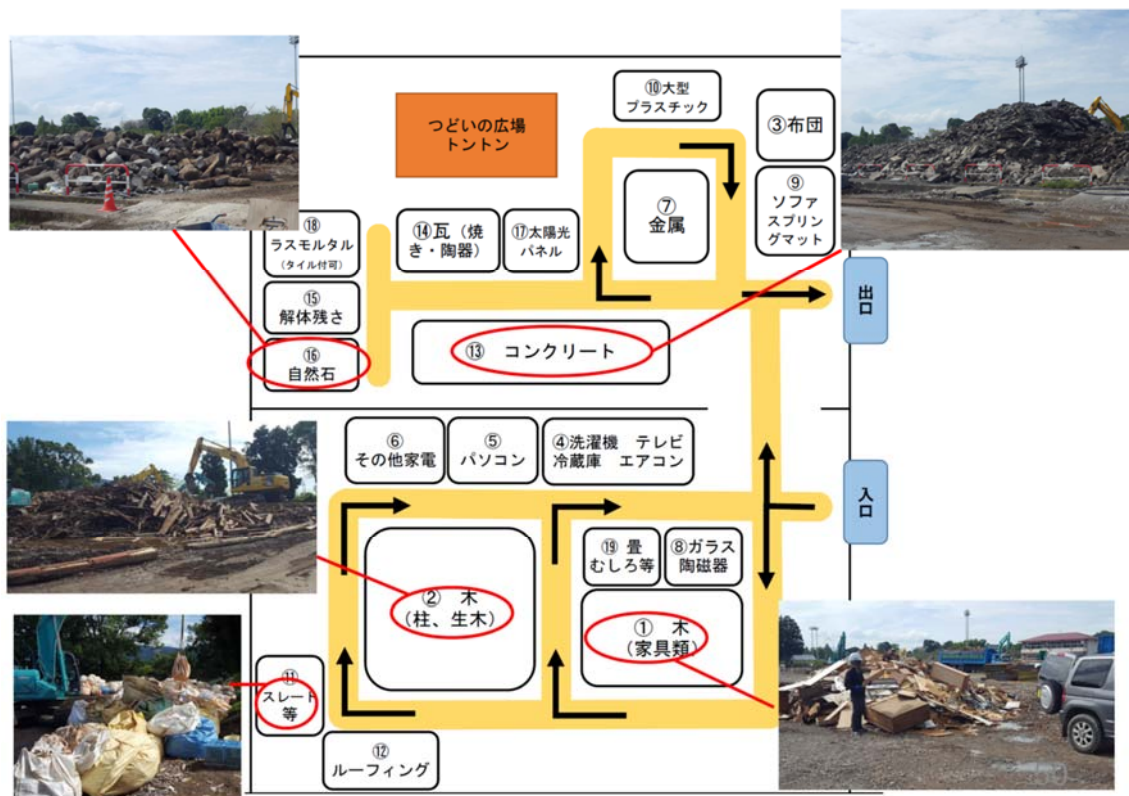 つどいの広場
トントン
⑩大型
プラスチック
③布団
⑨
ソファ
スプリ
ングマット
⑦
金属
⑱
ラスモルタル
(タイル付可)
⑭瓦（焼
き・陶器）
⑰太陽光
パネル
⑮
解体残さ
⑯
自然石
⑬　コンクリート
出口
⑥
その他家電
⑤
パソコン
④洗濯機　テレビ
冷蔵庫　エアコン
入口
⑲ 畳
むしろ等
⑧ガラス
陶磁器
②　木
（柱、生木）
①　木
（家具類）
⑪
スレート
等
⑫
ルーフィング